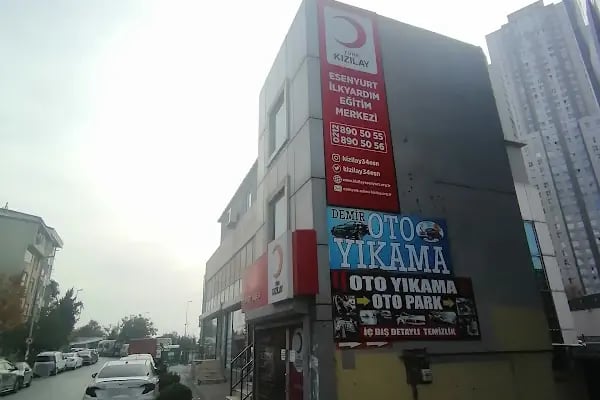 TÜRK
KIZILAY
ESENYURT
İLKYARDIM
EĞİTİM
MERKEZİ
0212 890 50 55
890 50 56
kizilay34esn
kizilay34esn
DEMİR OTO
YIKAMA
OTO YIKAMA
OTO PARK
İÇ DIŞ DETAYLI TEMİZLİK
KIZILAY